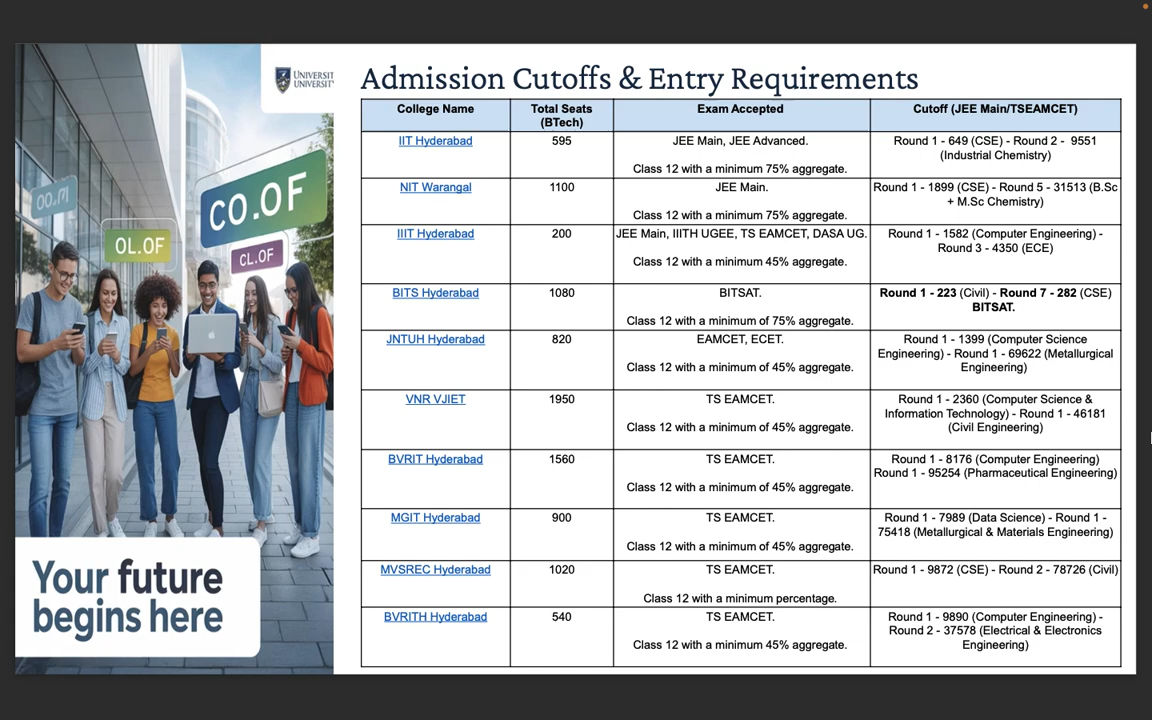 UNIVERSIT
UNIVERSIT
CO.OF
OL.OF
CL.OF
Your future
begins here
Admission Cutoffs & Entry Requirements
College Name
Total Seats
(BTech)
Exam Accepted
Cutoff (JEE Main/TSEAMCET)
IIT Hyderabad
595
JEE Main, JEE Advanced.
Class 12 with a minimum 75% aggregate.
Round 1 - 649 (CSE) - Round 2 - 9551
(Industrial Chemistry)
NIT Warangal
1100
JEE Main.
Class 12 with a minimum 75% aggregate.
Round 1 - 1899 (CSE) - Round 5 - 31513 (B.Sc
+ M.Sc Chemistry)
IIIT Hyderabad
200
JEE Main, IIITH UGEE, TS EAMCET, DASA UG.
Class 12 with a minimum 45% aggregate.
Round 1 - 1582 (Computer Engineering) -
Round 3 - 4350 (ECE)
BITS Hyderabad
1080
BITSAT.
Class 12 with a minimum of 75% aggregate.
Round 1 - 223 (Civil) - Round 7 - 282 (CSE)
BITSAT.
JNTUH Hyderabad
820
EAMCET, ECET.
Class 12 with a minimum of 45% aggregate.
Round 1 - 1399 (Computer Science
Engineering) - Round 1 - 69622 (Metallurgical
Engineering)
VNR VJIET
1950
TS EAMCET.
Class 12 with a minimum of 45% aggregate.
Round 1 - 2360 (Computer Science &
Information Technology) - Round 1 - 46181
(Civil Engineering)
BVRIT Hyderabad
1560
TS EAMCET.
Class 12 with a minimum of 45% aggregate.
Round 1 - 8176 (Computer Engineering)
Round 1 - 95254 (Pharmaceutical Engineering)
MGIT Hyderabad
900
TS EAMCET.
Class 12 with a minimum of 45% aggregate.
Round 1 - 7989 (Data Science) - Round 1 -
75418 (Metallurgical & Materials Engineering)
MVSREC Hyderabad
1020
TS EAMCET.
Class 12 with a minimum percentage.
Round 1 - 9872 (CSE) - Round 2 - 78726 (Civil)
BVRITH Hyderabad
540
TS EAMCET.
Class 12 with a minimum 45% aggregate.
Round 1 - 9890 (Computer Engineering) -
Round 2 - 37578 (Electrical & Electronics
Engineering)